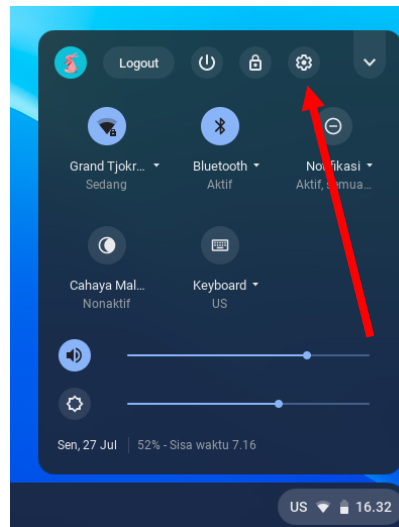 Logout
Grand Tjokr...
Sedang
Bluetooth
Aktif
Notifikasi
Aktif, semua...
Cahaya Mal...
Nonaktif
Keyboard
US
Sen, 27 Jul
52% - Sisa waktu 7.16
US
16.32